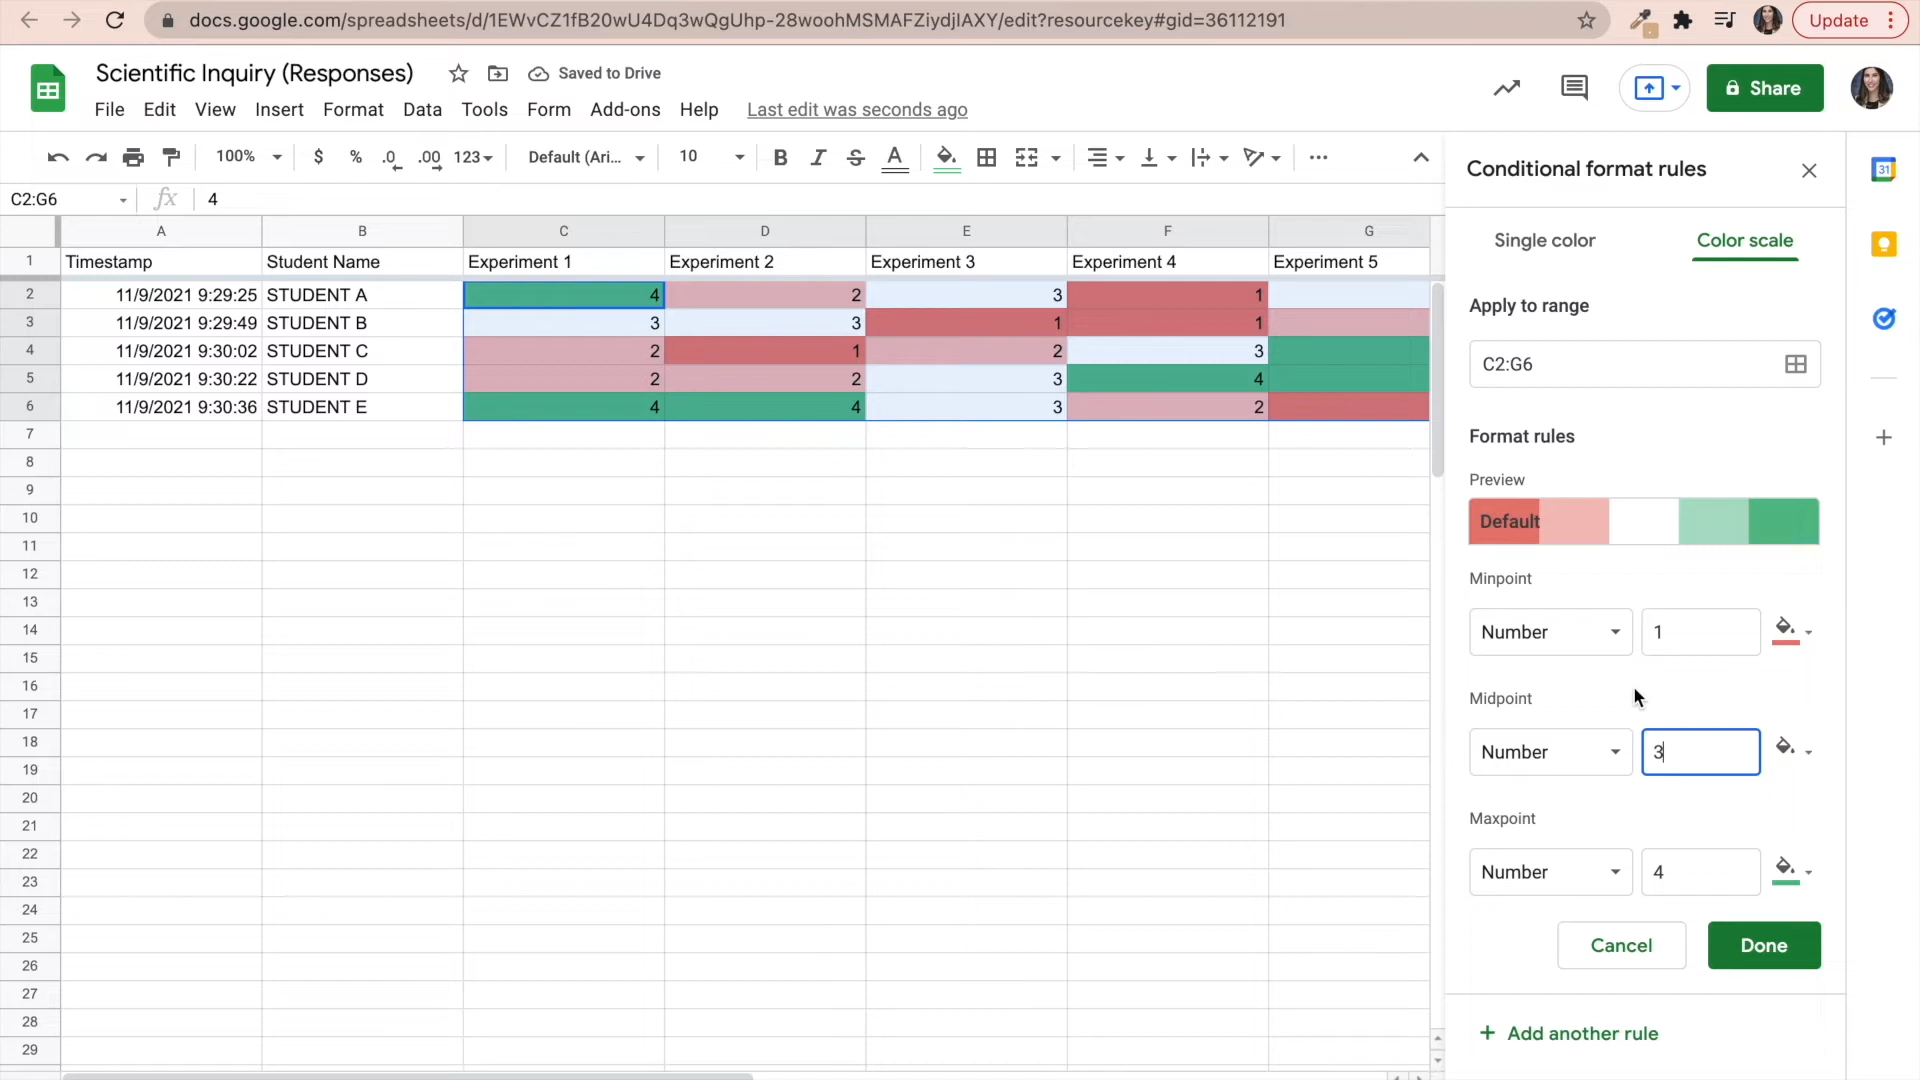 docs.google.com/spreadsheets/d/1EWvCZ1fB20wU4Dq3wQgUhp-28woohMSMAFZiydjlAXY/edit?resourcekey#gid=36112191
Update
Scientific Inquiry (Responses)
Saved to Drive
File Edit View Insert Format Data Tools Form Add-ons Help Last edit was seconds ago
Share
100% $ % .0 .00 123 Default (Ari... 10 B I S A
Conditional format rules
31
C2:G6 fx 4
A B C D E F G
1 Timestamp Student Name Experiment 1 Experiment 2 Experiment 3 Experiment 4 Experiment 5
2 11/9/2021 9:29:25 STUDENT A 4 2 3 1
3 11/9/2021 9:29:49 STUDENT B 3 3 1 1
4 11/9/2021 9:30:02 STUDENT C 2 1 2 3
5 11/9/2021 9:30:22 STUDENT D 2 2 3 4
6 11/9/2021 9:30:36 STUDENT E 4 4 3 2
7
8
9
10
11
12
13
14
15
16
17
18
19
20
21
22
23
24
25
26
27
28
29
Single color Color scale
Apply to range
C2:G6
Format rules
Preview
Default
Minpoint
Number 1
Midpoint
Number 3
Maxpoint
Number 4
Cancel Done
+ Add another rule